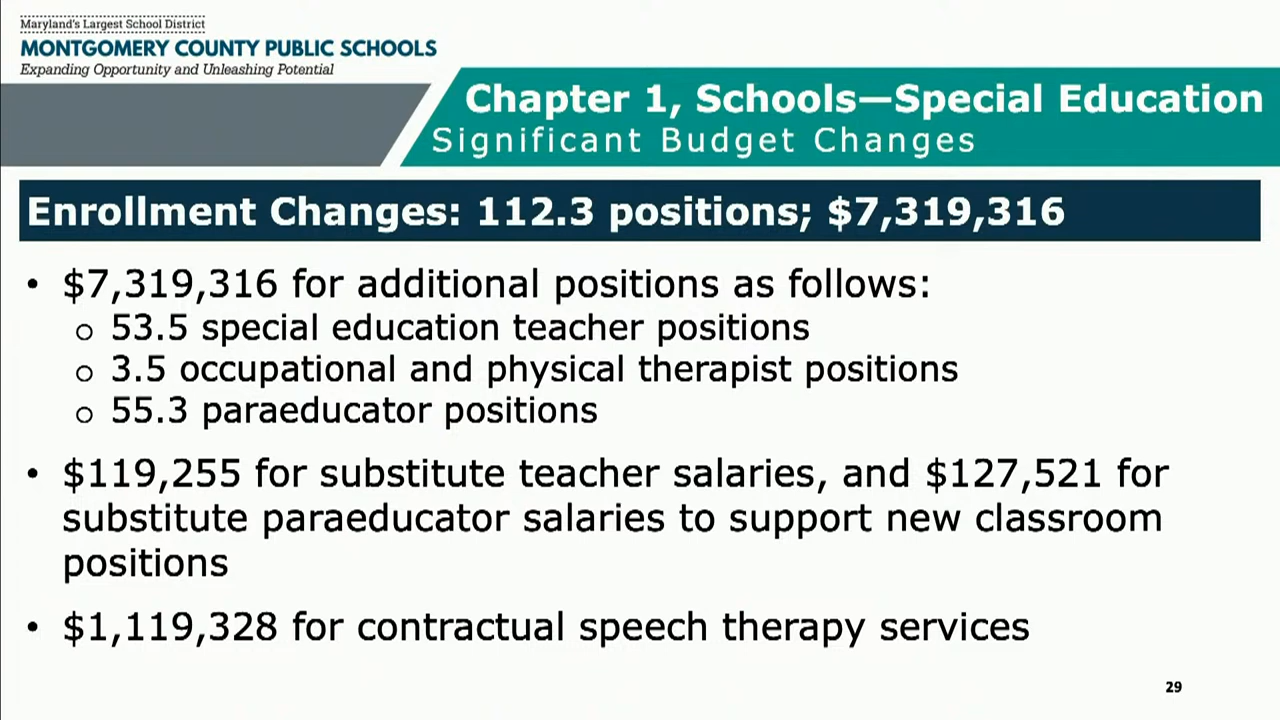 Maryland's Largest School District
MONTGOMERY COUNTY PUBLIC SCHOOLS
Expanding Opportunity and Unleashing Potential
Chapter 1, Schools—Special Education
Significant Budget Changes
Enrollment Changes: 112.3 positions; $7,319,316
• $7,319,316 for additional positions as follows:
o 53.5 special education teacher positions
o 3.5 occupational and physical therapist positions
o 55.3 paraeducator positions
• $119,255 for substitute teacher salaries, and $127,521 for
substitute paraeducator salaries to support new classroom
positions
• $1,119,328 for contractual speech therapy services
29